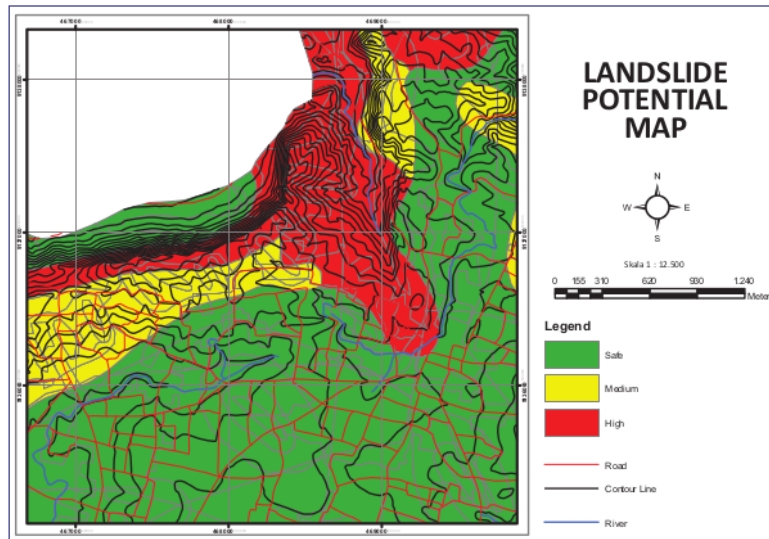 467000 468000 469000
LANDSLIDE
POTENTIAL
MAP
N
W E
S
Skala 1 : 12.500
0 155 310 620 930 1.240
Meter
Legend
Safe
Medium
High
Road
Contour Line
River
467000 468000 469000